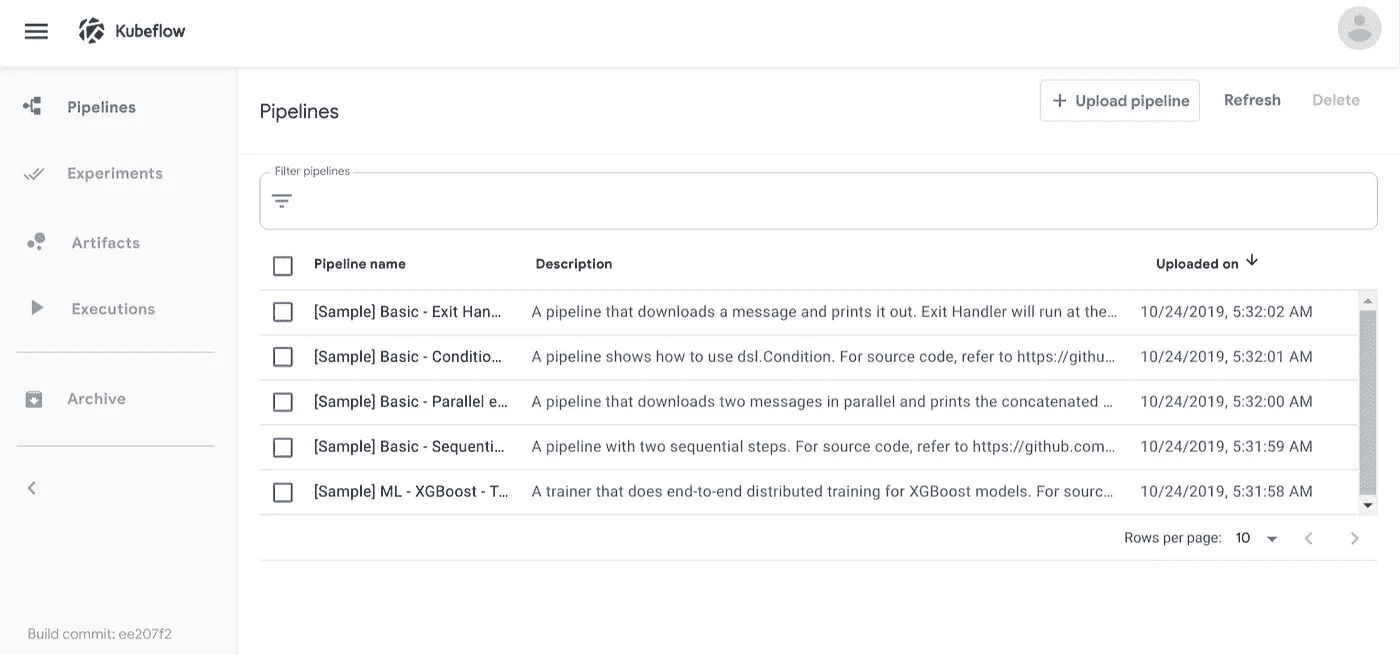 Kubeflow
Pipelines
Experiments
Artifacts
Executions
Archive
Build commit: ee207f2
Pipelines
+ Upload pipeline Refresh Delete
Filter pipelines
Pipeline name Description Uploaded on
[Sample] Basic - Exit Han... A pipeline that downloads a message and prints it out. Exit Handler will run at the... 10/24/2019, 5:32:02 AM
[Sample] Basic - Conditio... A pipeline shows how to use dsl.Condition. For source code, refer to https://githu... 10/24/2019, 5:32:01 AM
[Sample] Basic - Parallel e... A pipeline that downloads two messages in parallel and prints the concatenated ... 10/24/2019, 5:32:00 AM
[Sample] Basic - Sequenti... A pipeline with two sequential steps. For source code, refer to https://github.com... 10/24/2019, 5:31:59 AM
[Sample] ML - XGBoost - T... A trainer that does end-to-end distributed training for XGBoost models. For sourc... 10/24/2019, 5:31:58 AM
Rows per page: 10